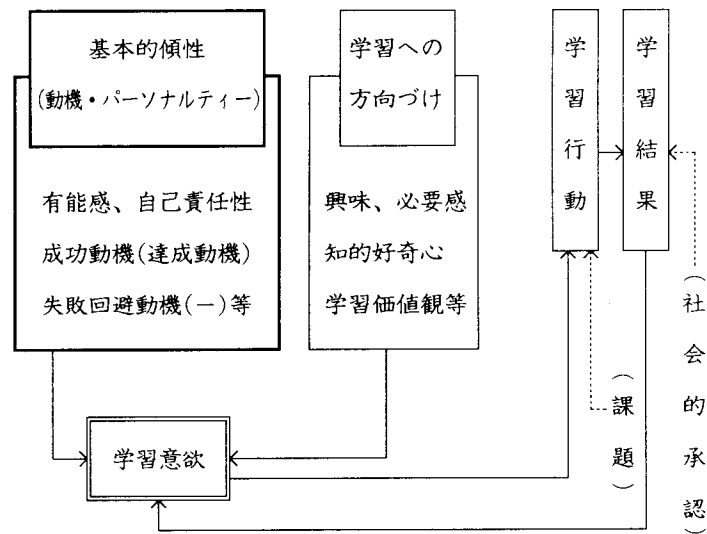 基本的傾性
(動機・パーソナルティー)
有能感、自己責任性
成功動機(達成動機)
失敗回避動機(－)等
学習への
方向づけ
興味、必要感
知的好奇心
学習価値観等
学習行動
学習結果
(社会的承認)
(課題)
学習意欲